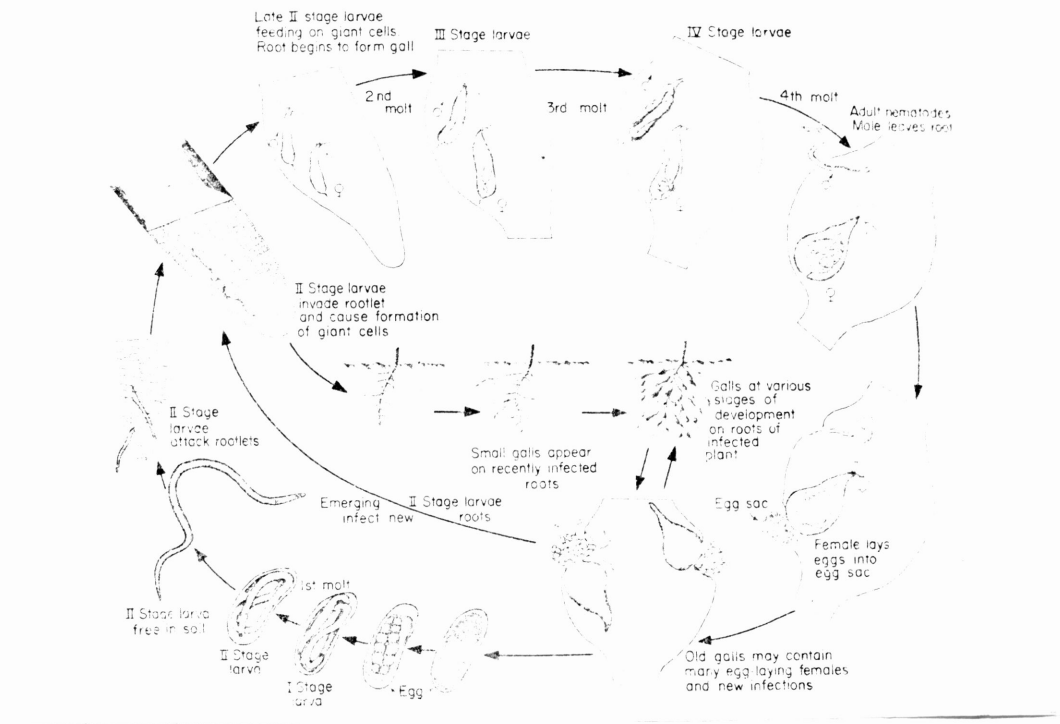 Late II stage larvae
feeding on giant cells.
Root begins to form gall
III Stage larvae
IV Stage larvae
2nd
molt
3rd molt
4th molt
Adult nematodes
Male leaves root
♀
♀
♀
II Stage larvae
invade rootlet
and cause formation
of giant cells
Galls at various
stages of
development
on roots of
infected
plant
II Stage
larvae
attack rootlets
Small galls appear
on recently infected
roots
Emerging II Stage larvae
infect new roots
Egg sac
Female lays
eggs into
egg sac
1st molt
II Stage larva
free in soil
II Stage
larva
I Stage
larva
Egg
Old galls may contain
many egg-laying females
and new infections